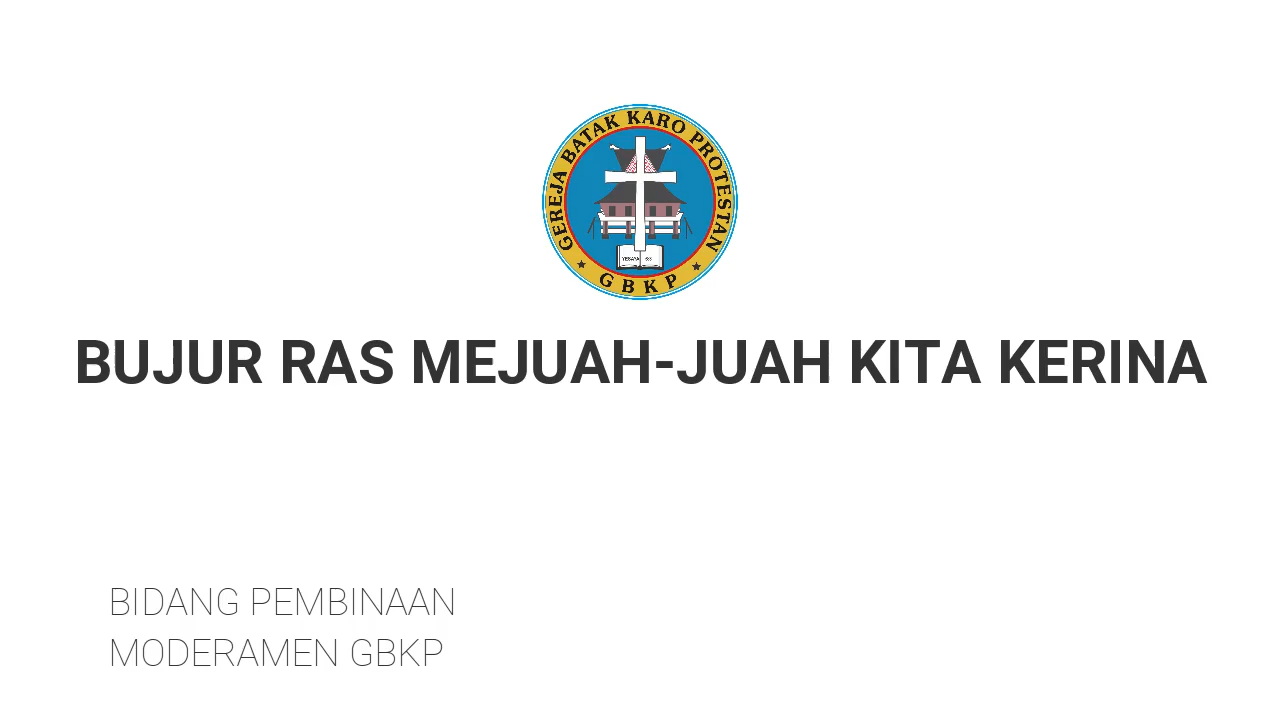 GEREJA BATAK KARO PROTESTAN
GBKP
BUJUR RAS MEJUAH-JUAH KITA KERINA
BIDANG PEMBINAAN
MODERAMEN GBKP